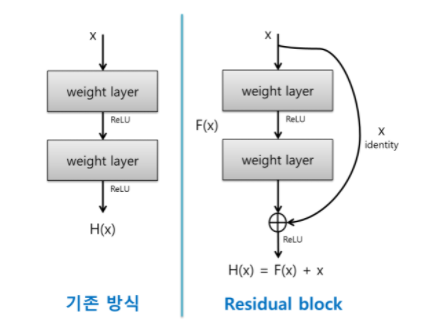 x
weight layer
ReLU
weight layer
ReLU
H(x)
기존 방식
x
weight layer
F(x)
ReLU
x
identity
weight layer
ReLU
H(x) = F(x) + x
Residual block